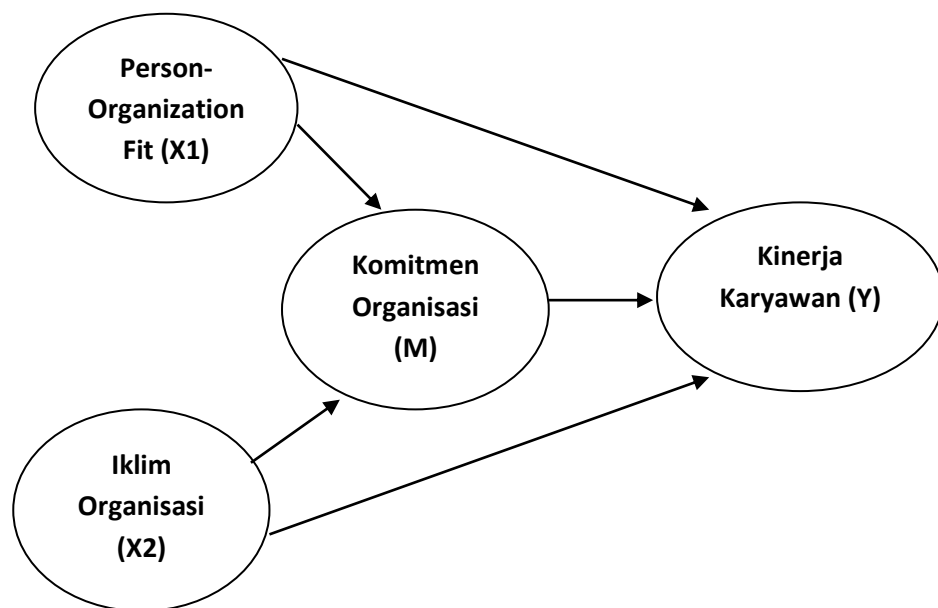 Person-
Organization
Fit (X1)
Komitmen
Organisasi
(M)
Kinerja
Karyawan (Y)
Iklim
Organisasi
(X2)